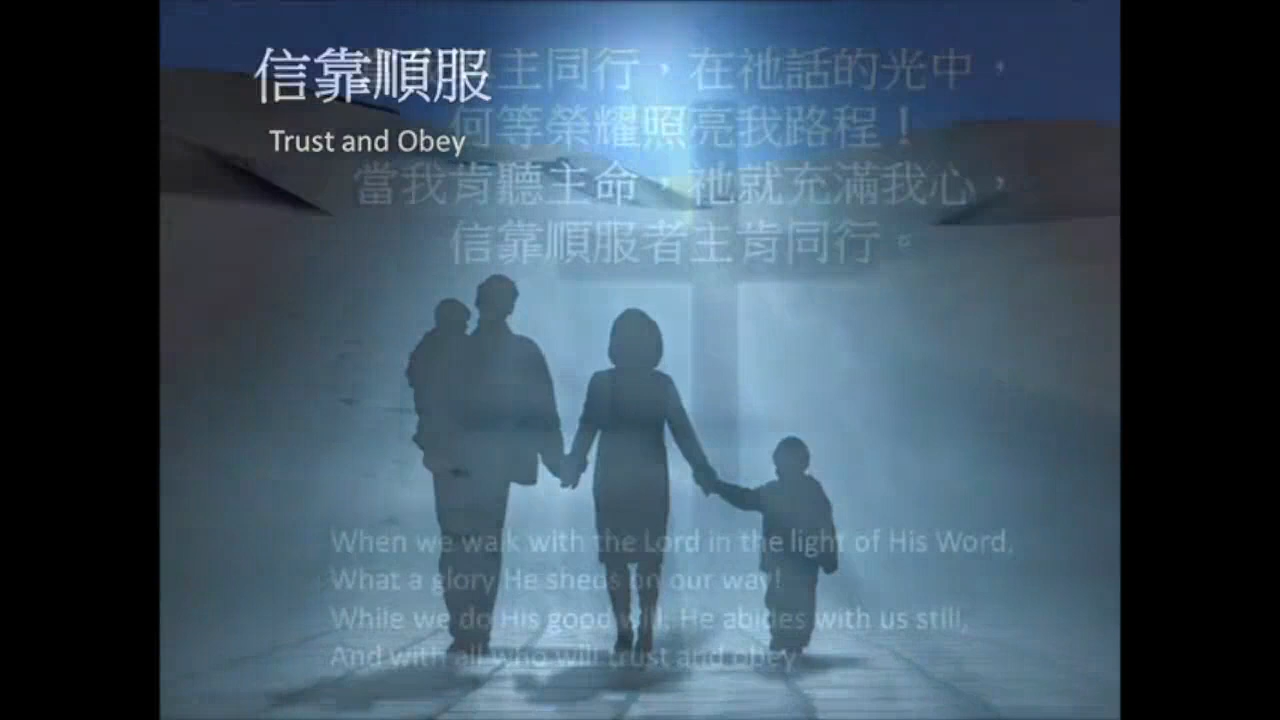 信靠順服
Trust and Obey
主同行，在祂話的光中，
何等榮耀照亮我路程！
當我肯聽主命，祂就充滿我心，
信靠順服者主肯同行。
When we walk with the Lord in the light of His Word,
What a glory He sheds on our way!
While we do His good will, He abides with us still,
And with all who will trust and obey